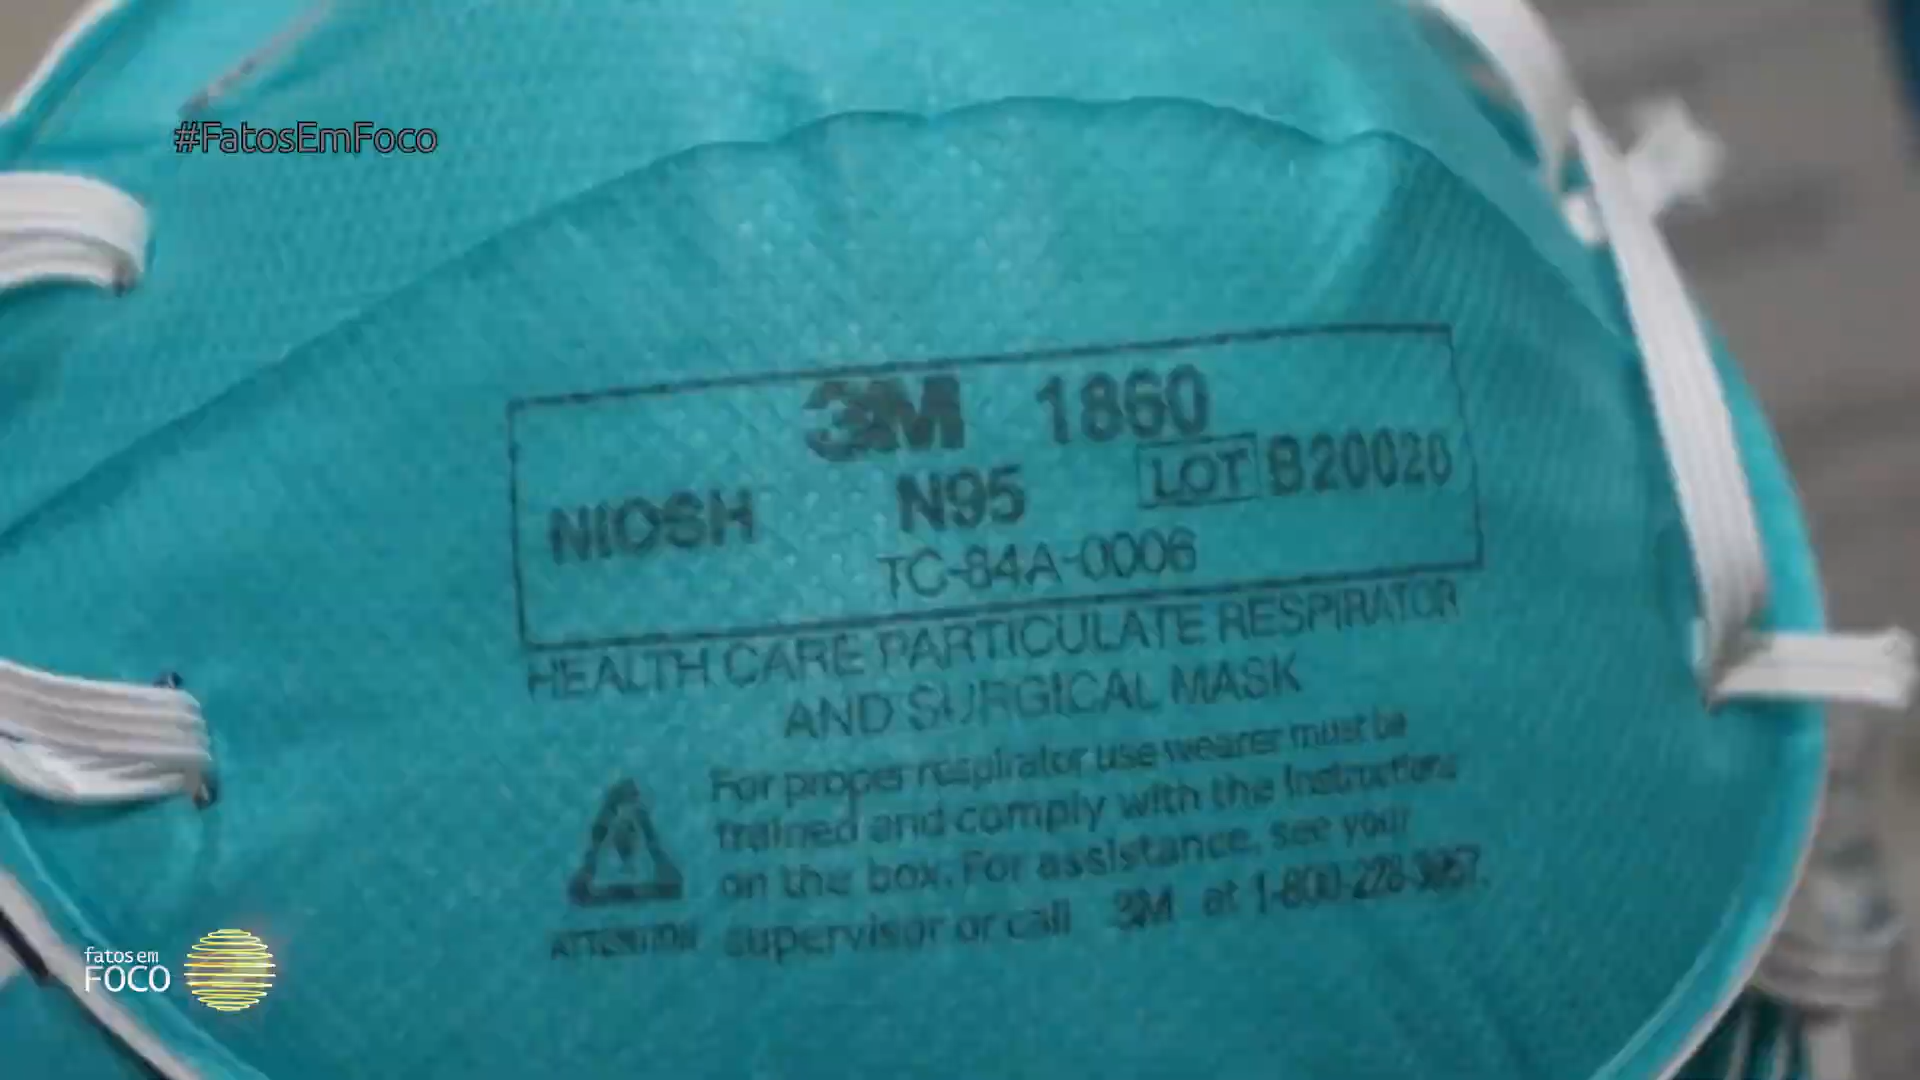 #FatosEmFoco
3M 1860
NIOSH N95 LOT B20020
TC-84A-0006
HEALTH CARE PARTICULATE RESPIRATOR
AND SURGICAL MASK
For proper respirator use wearer must be
trained and comply with the instructions
on the box. For assistance, see your
ATTENTION supervisor or call 3M at 1-800-228-3957.
fatos em
FOCO